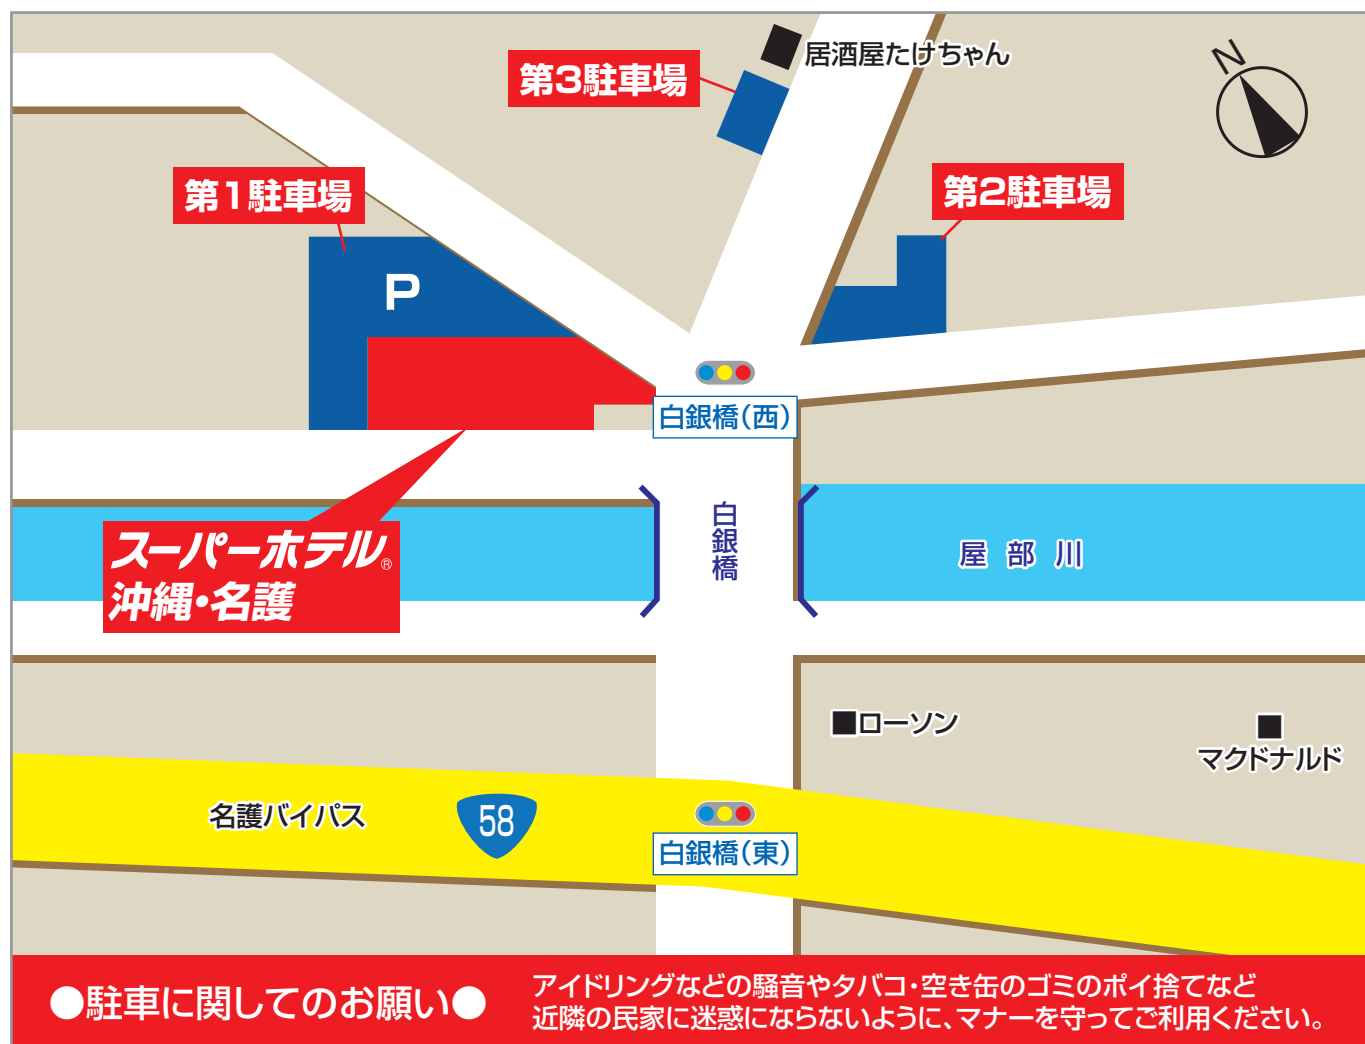 居酒屋たけちゃん
N
第3駐車場
第1駐車場
第2駐車場
P
白銀橋(西)
白銀橋
屋部川
スーパーホテル®
沖縄・名護
ローソン
マクドナルド
名護バイパス
58
白銀橋(東)
●駐車に関してのお願い●
アイドリングなどの騒音やタバコ・空き缶のゴミのポイ捨てなど
近隣の民家に迷惑にならないように、マナーを守ってご利用ください。